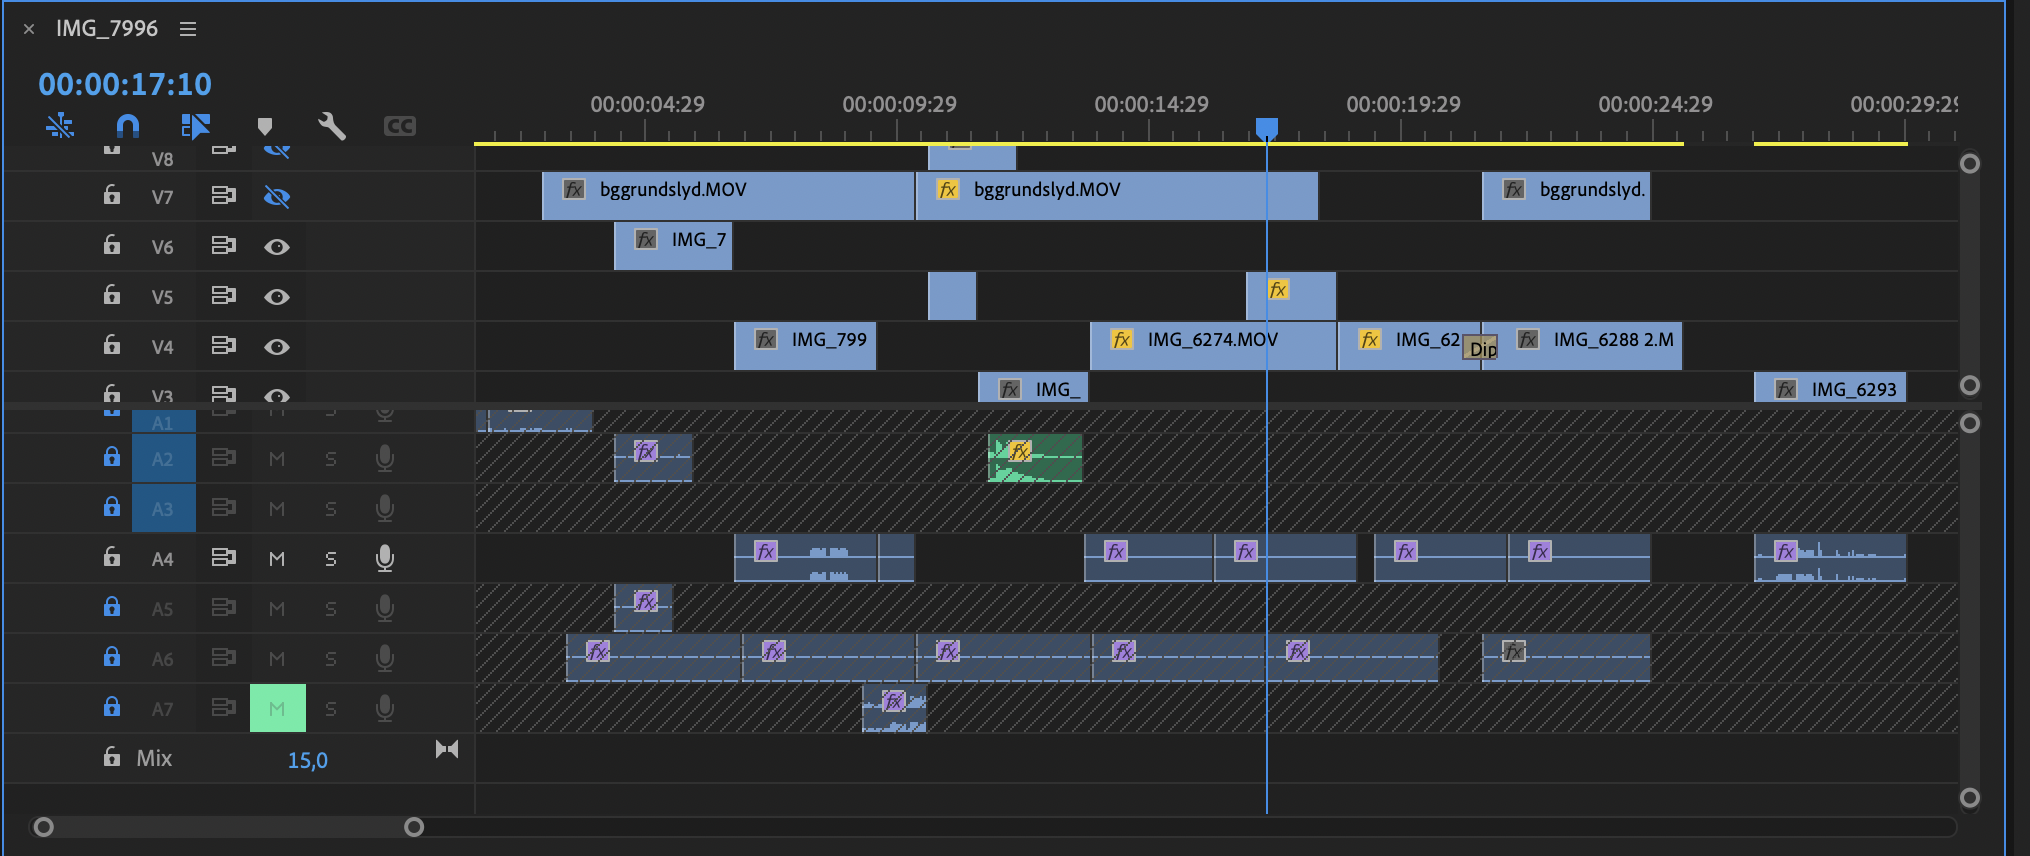 × IMG_7996
00:00:17:10
00:00:04:29 00:00:09:29 00:00:14:29 00:00:19:29 00:00:24:29 00:00:29:29
CC
V8
V7 fx bggrundslyd.MOV fx bggrundslyd.MOV fx bggrundslyd.
V6 fx IMG_7
V5 fx
V4 fx IMG_799 fx IMG_6274.MOV fx IMG_62 Dip fx IMG_6288 2.M
V3 fx IMG_ fx IMG_6293
A1 M S
A2 M S fx fx
A3 M S
A4 M S fx fx fx fx fx fx
A5 M S fx
A6 M S fx fx fx fx fx fx
A7 M S fx
Mix 15,0